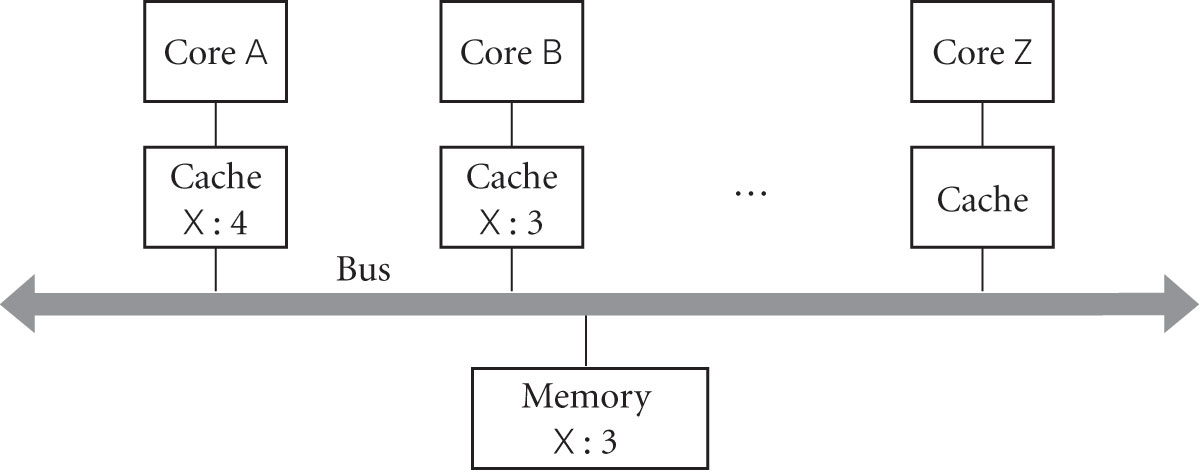 Core A
Core B
Core Z
Cache
X : 4
Cache
X : 3
...
Cache
Bus
Memory
X : 3